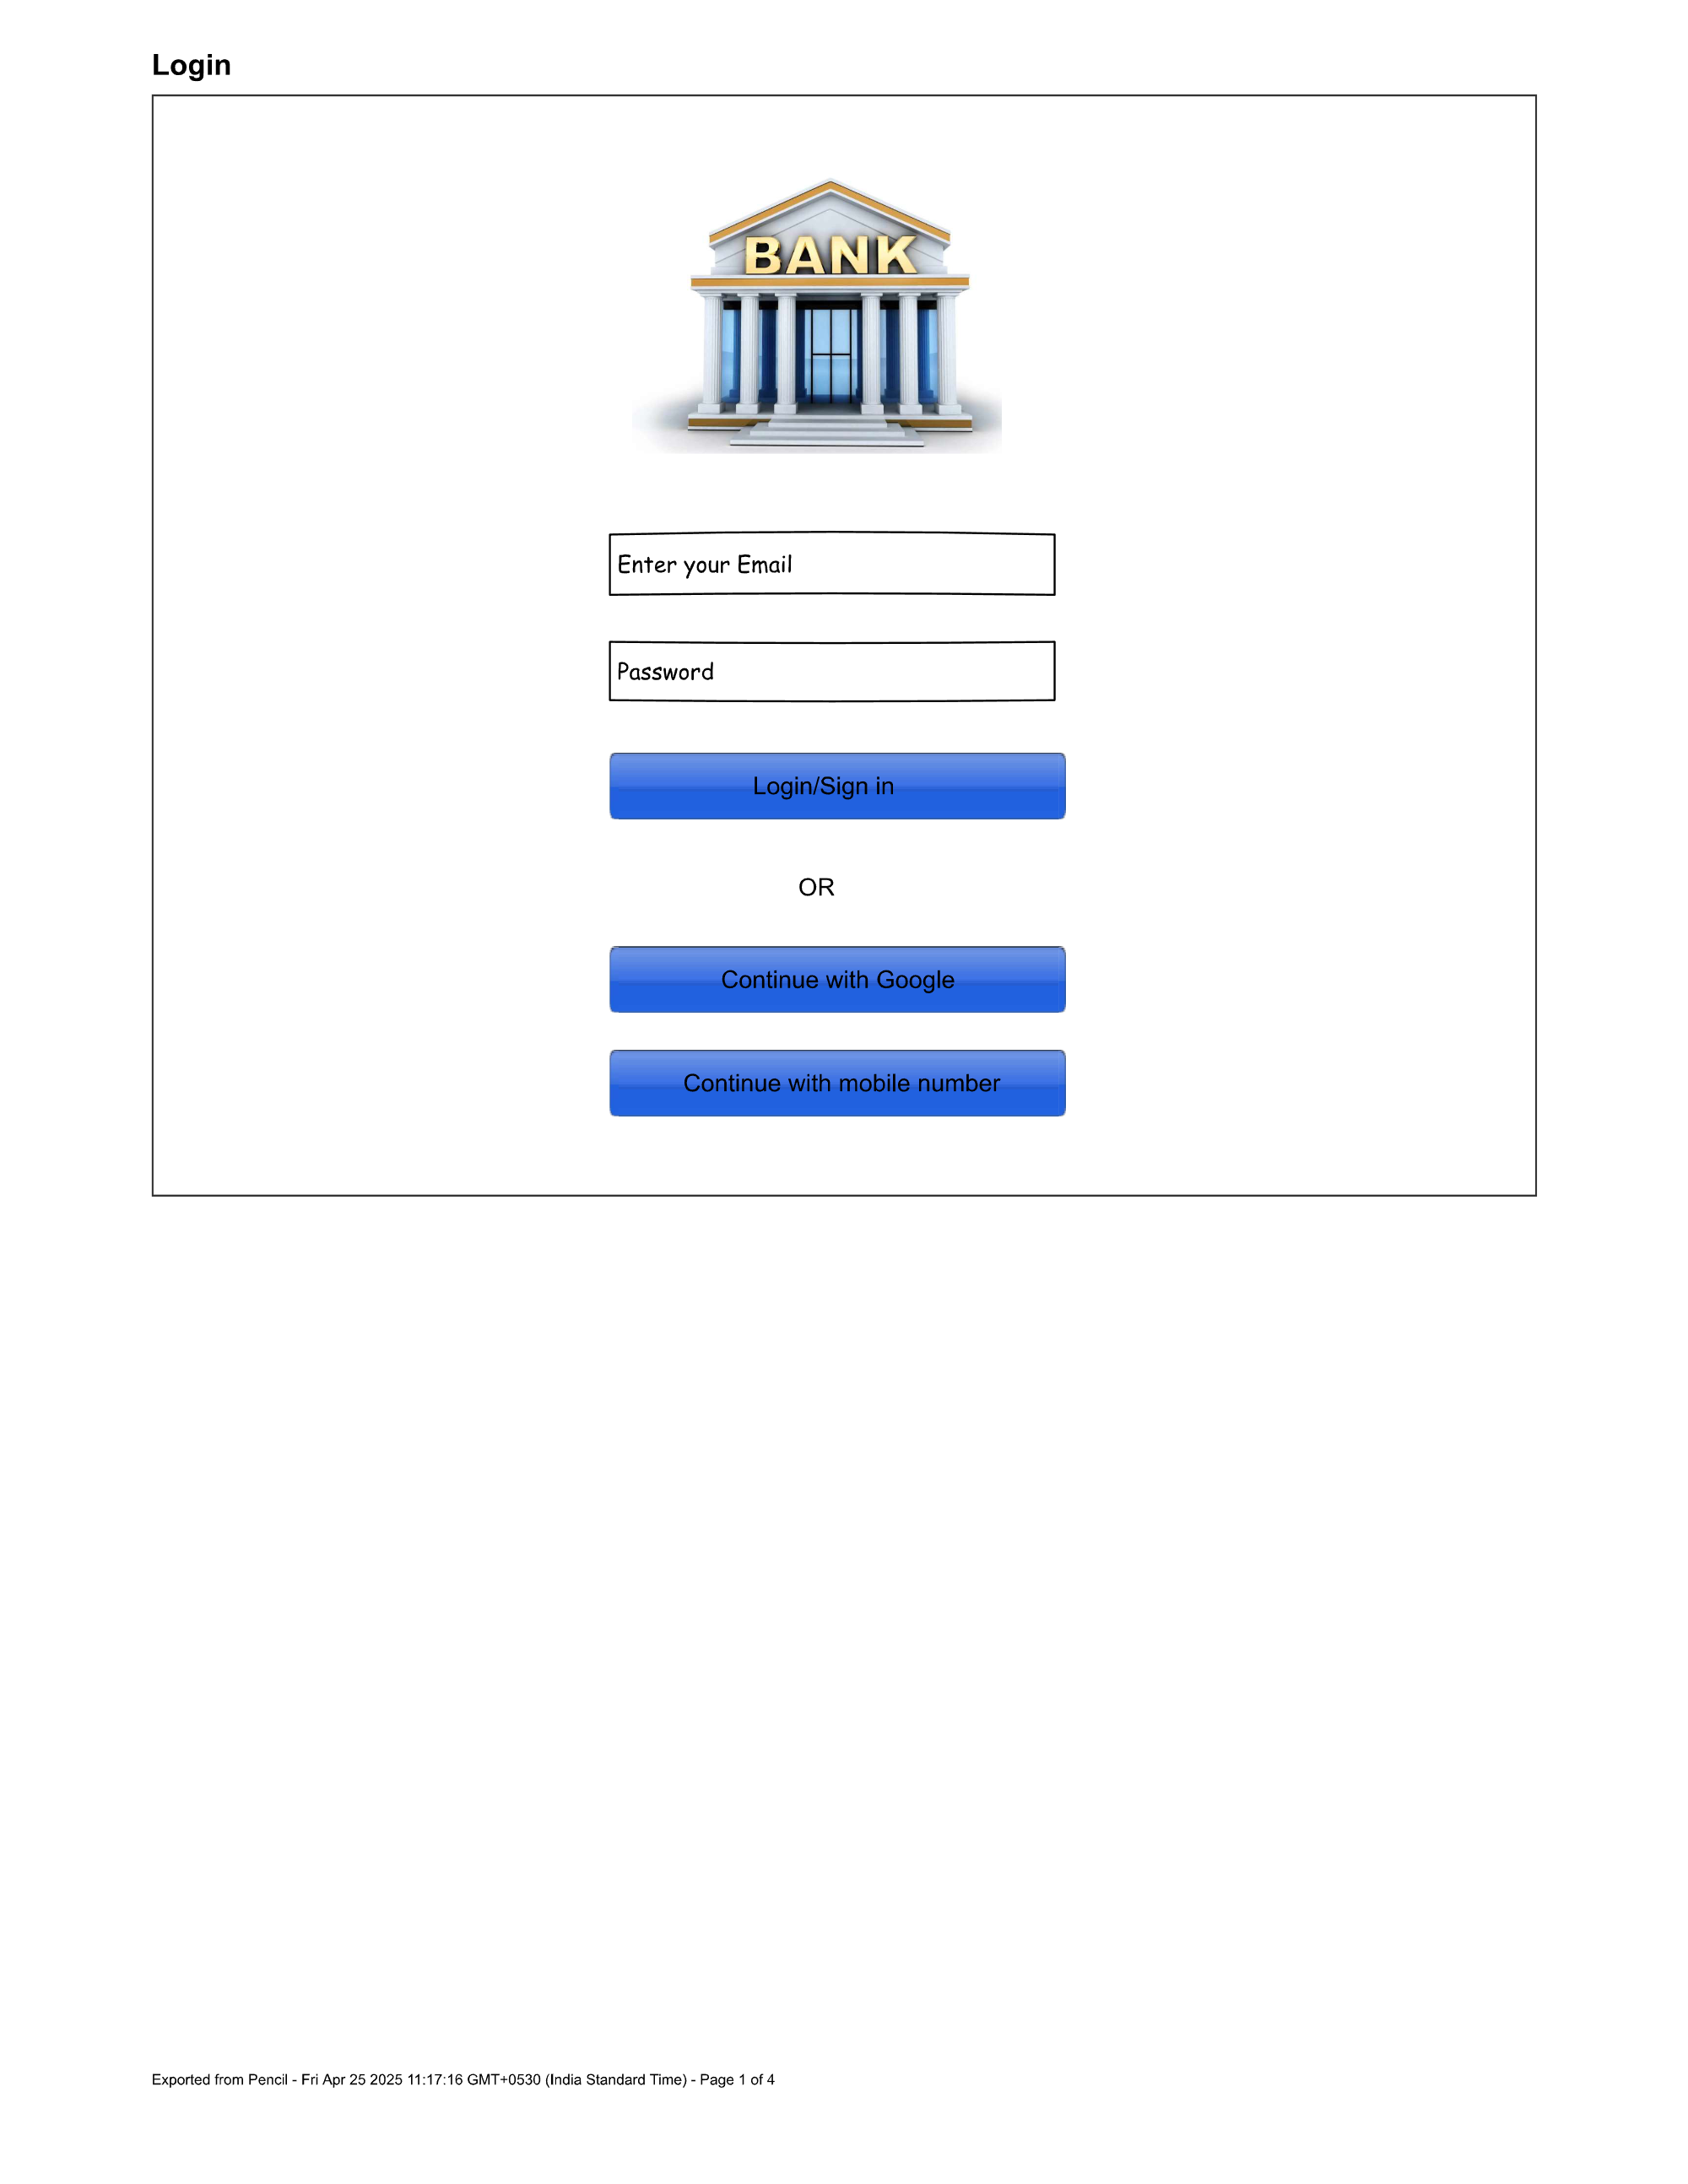 Login
BANK
Enter your Email
Password
Login/Sign in
OR
Continue with Google
Continue with mobile number
Exported from Pencil - Fri Apr 25 2025 11:17:16 GMT+0530 (India Standard Time) - Page 1 of 4